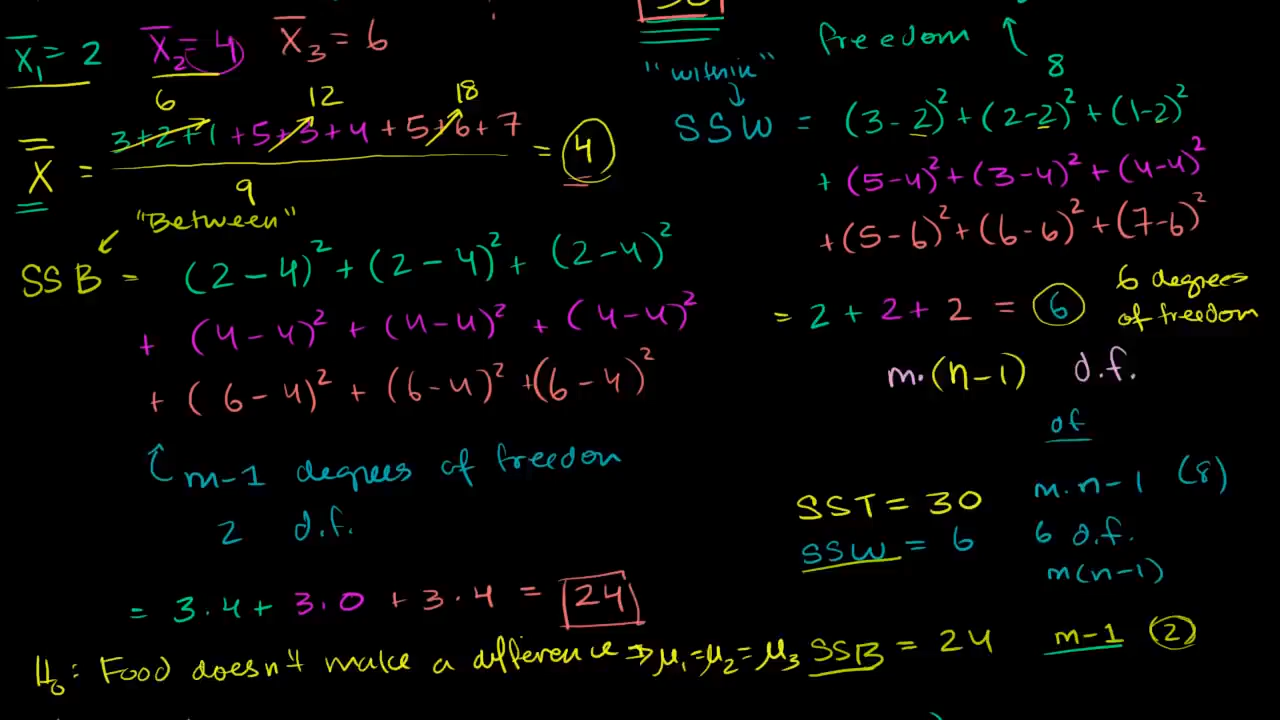 X̄₁ = 2 X̄₂ = 4 X̄₃ = 6
6 12 18
3+2+1 +5+3+4 +5+6+7
X̿ = = 4
9
"Between"
SSB = (2-4)² + (2-4)² + (2-4)²
+ (4-4)² + (4-4)² + (4-4)²
+ (6-4)² + (6-4)² + (6-4)²
m-1 degrees of freedom
2 d.f.
= 3·4 + 3·0 + 3·4 = 24
H₀: Food doesn't make a difference ⇒ μ₁=μ₂=μ₃
freedom
8
"within"
SSW = (3-2)² + (2-2)² + (1-2)²
+ (5-4)² + (3-4)² + (4-4)²
+ (5-6)² + (6-6)² + (7-6)²
= 2 + 2 + 2 = 6 6 degrees
of freedom
m·(n-1) d.f.
of
SST = 30 m·n-1 (8)
SSW = 6 6 d.f.
m(n-1)
SSB = 24 m-1 2